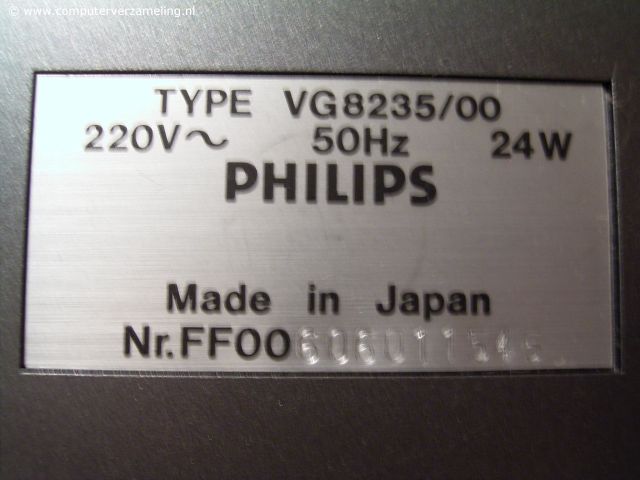 © www.computerverzameling.nl
TYPE VG8235/00
220V~ 50Hz 24W
PHILIPS
Made in Japan
Nr.FF00